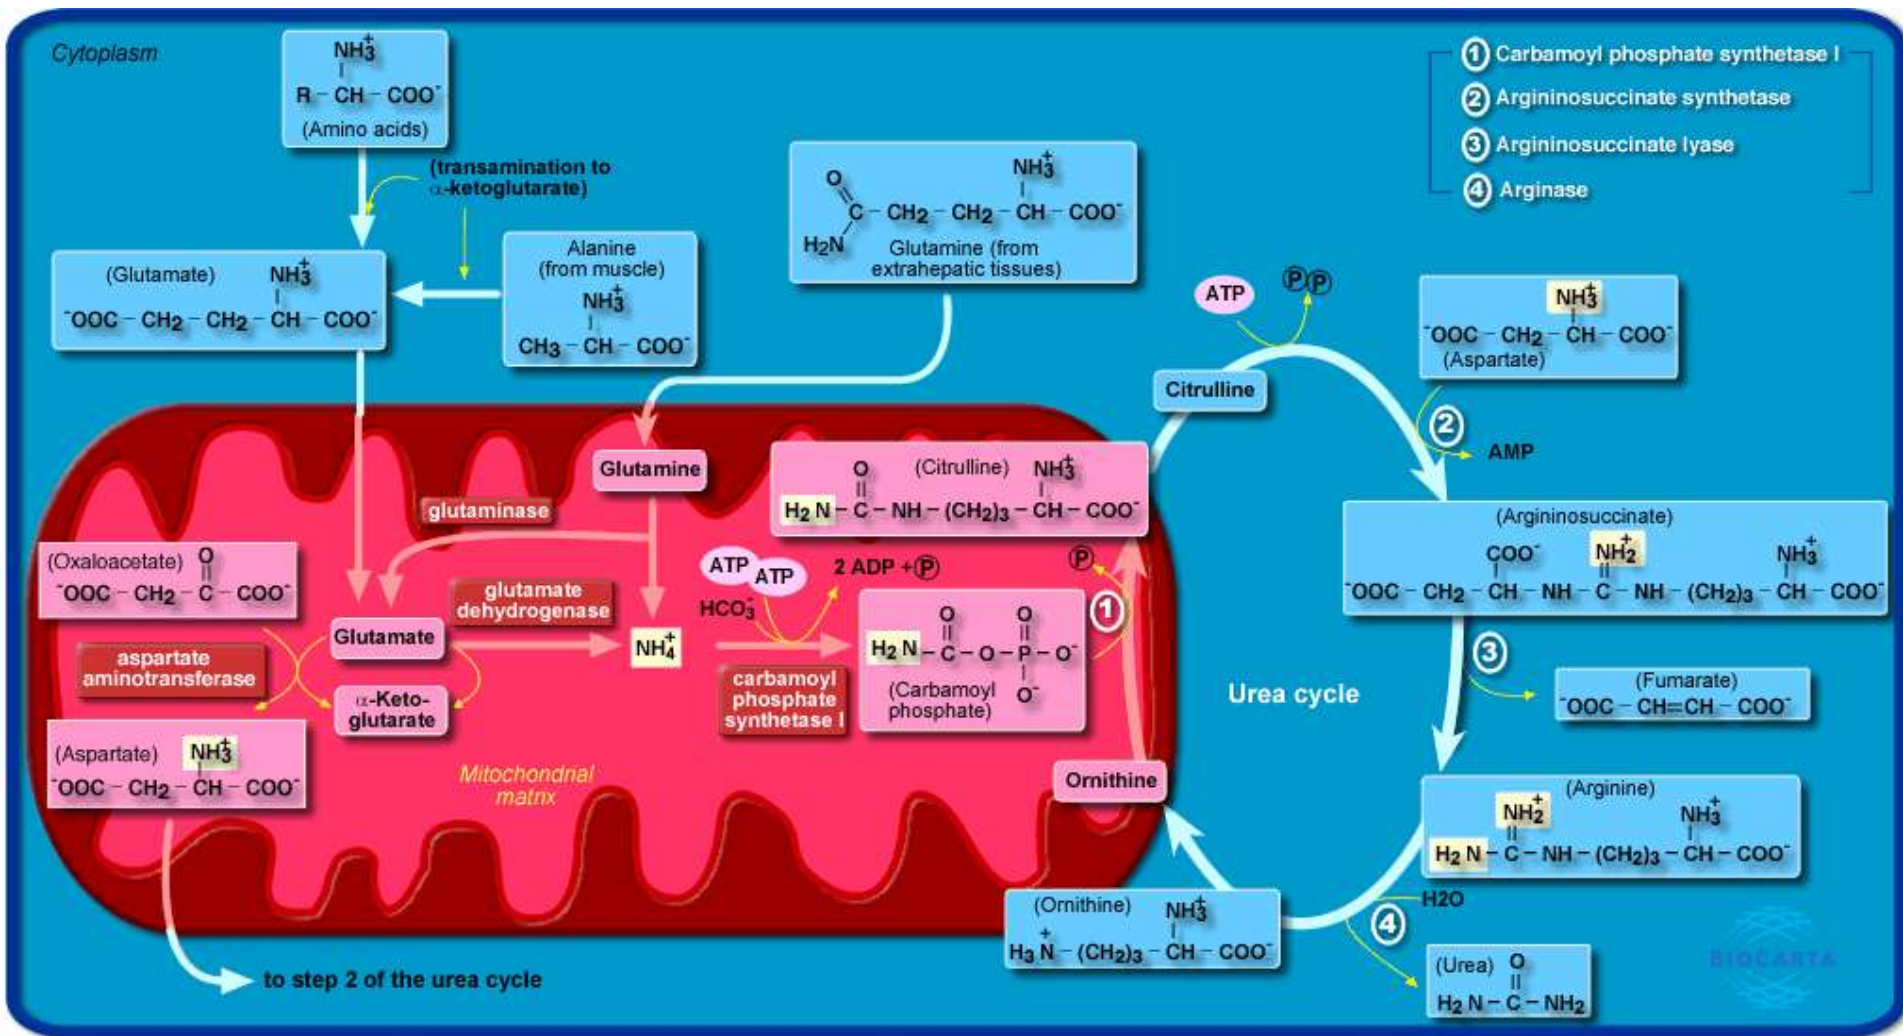 Cytoplasm
NH3+
R – CH – COO-
(Amino acids)
(transamination to
α-ketoglutarate)
(Glutamate) NH3+
-OOC – CH2 – CH2 – CH – COO-
Alanine
(from muscle)
NH3+
CH3 – CH – COO-
O
NH3+
C – CH2 – CH2 – CH – COO-
H2N
Glutamine (from
extrahepatic tissues)
1 Carbamoyl phosphate synthetase I
2 Argininosuccinate synthetase
3 Argininosuccinate lyase
4 Arginase
ATP
P P
NH3+
-OOC – CH2 – CH – COO-
(Aspartate)
Citrulline
2
AMP
Glutamine
glutaminase
O (Citrulline) NH3+
H2 N – C – NH – (CH2)3 – CH – COO-
(Argininosuccinate)
COO- NH2+ NH3+
-OOC – CH2 – CH – NH – C – NH – (CH2)3 – CH – COO-
(Oxaloacetate) O
-OOC – CH2 – C – COO-
glutamate
dehydrogenase
ATP
ATP
2 ADP + P
HCO3-
P
1
Glutamate
NH4+
O O
H2 N – C – O – P – O-
O-
(Carbamoyl
phosphate)
aspartate
aminotransferase
carbamoyl
phosphate
synthetase I
α-Keto-
glutarate
(Aspartate) NH3+
-OOC – CH2 – CH – COO-
Mitochondrial
matrix
Ornithine
Urea cycle
3
(Fumarate)
-OOC – CH=CH – COO-
(Arginine)
NH2+ NH3+
H2 N – C – NH – (CH2)3 – CH – COO-
H2O
4
(Ornithine) NH3+
H3 N+ – (CH2)3 – CH – COO-
(Urea) O
H2 N – C – NH2
to step 2 of the urea cycle
BIOCARTA